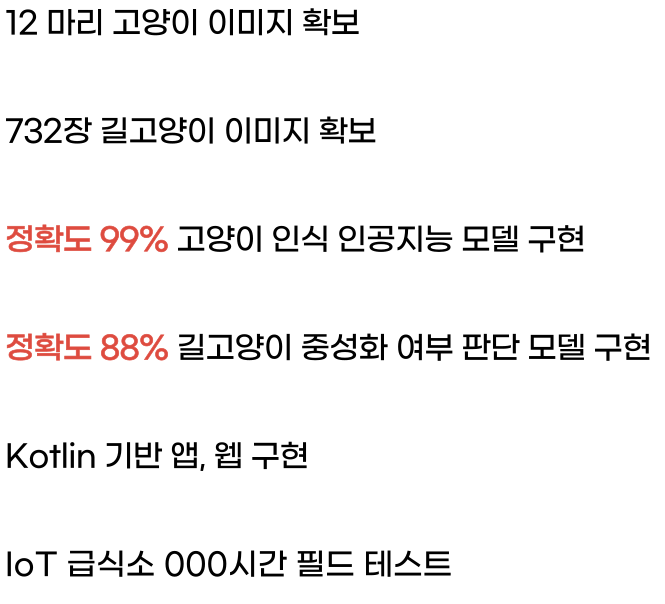 12 마리 고양이 이미지 확보
732장 길고양이 이미지 확보
정확도 99% 고양이 인식 인공지능 모델 구현
정확도 88% 길고양이 중성화 여부 판단 모델 구현
Kotlin 기반 앱, 웹 구현
IoT 급식소 000시간 필드 테스트